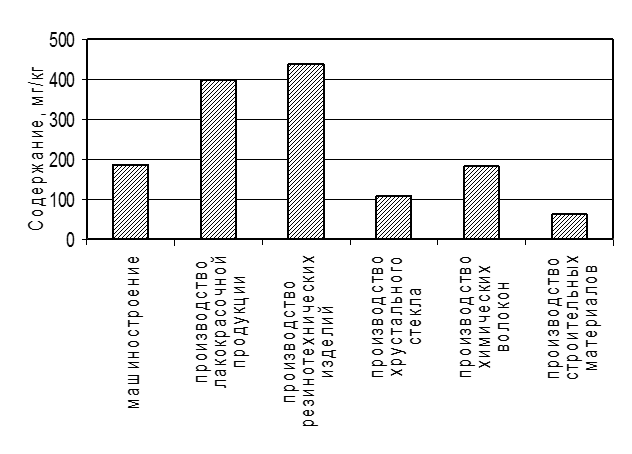 Содержание, мг/кг
500
400
300
200
100
0
машиностроение
производство
лакокрасочной
продукции
производство
резинотехнических
изделий
производство
хрустального
стекла
производство
химических
волокон
производство
строительных
материалов